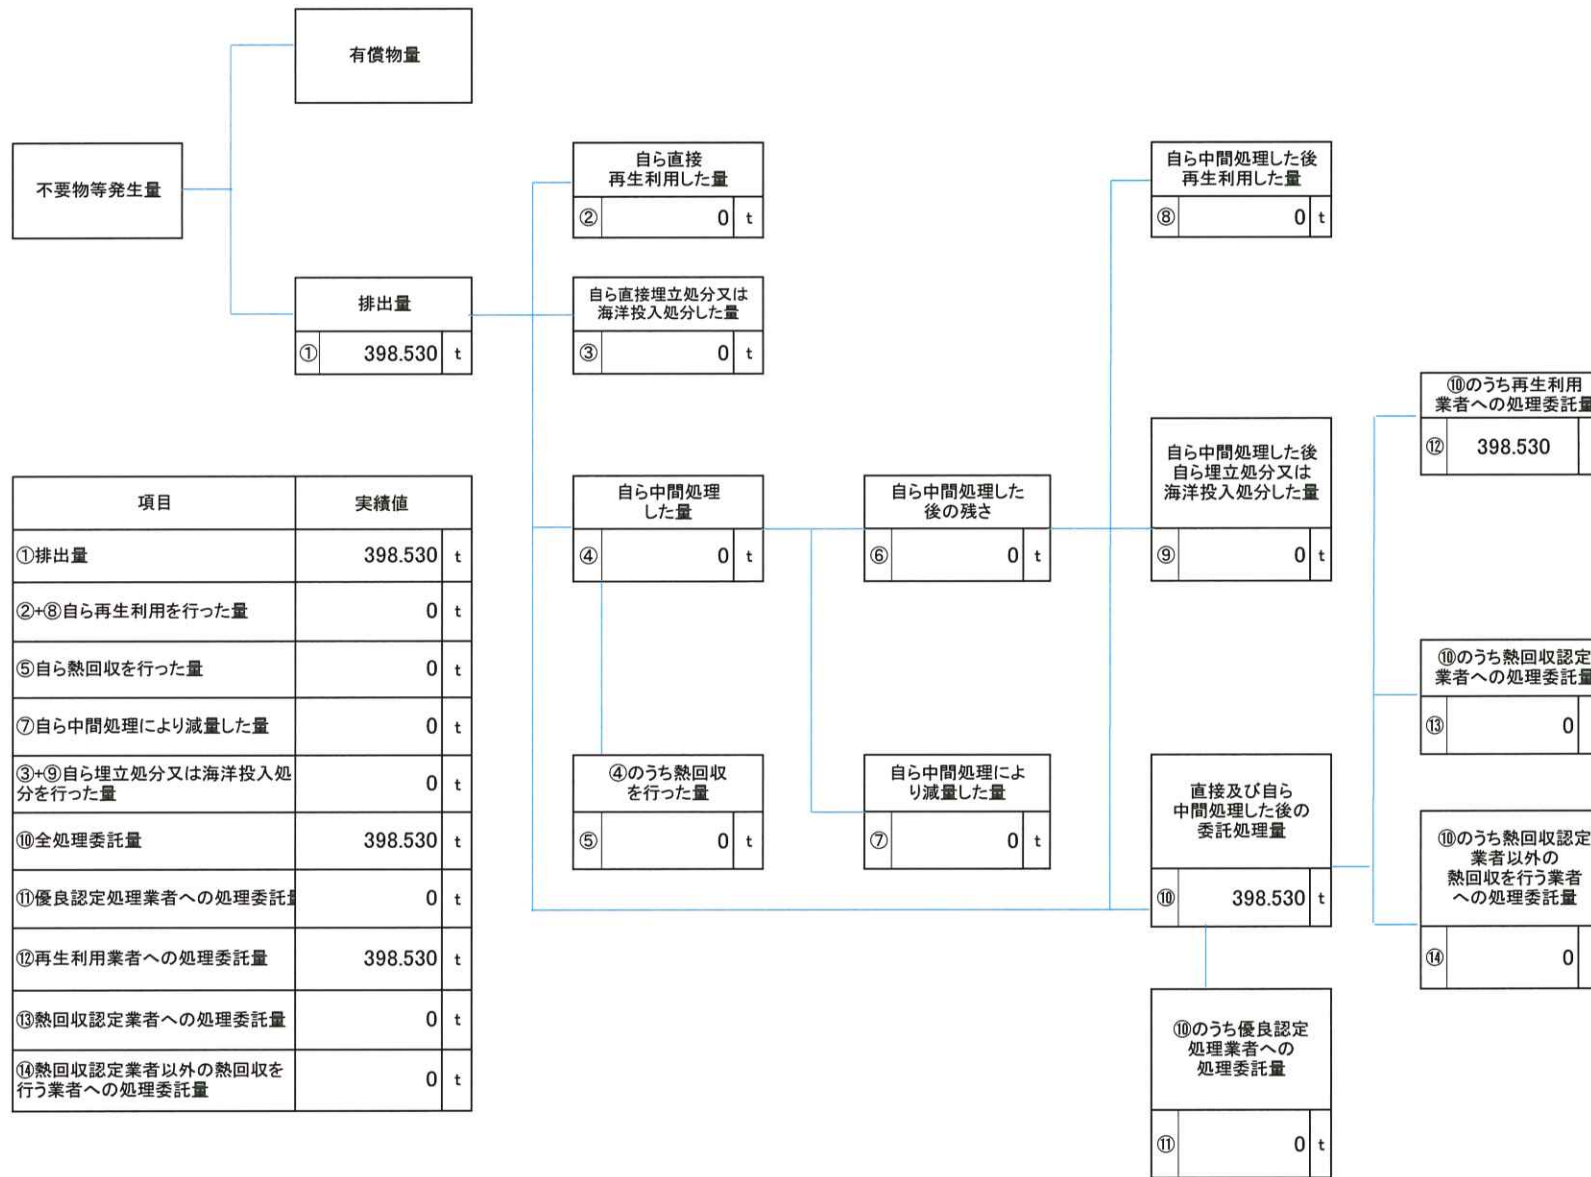 有償物量
不要物等発生量
自ら直接
再生利用した量
② 0 t
自ら中間処理した後
再生利用した量
⑧ 0 t
排出量
① 398.530 t
自ら直接埋立処分又は
海洋投入処分した量
③ 0 t
⑩のうち再生利用
業者への処理委託量
⑫ 398.530
自ら中間処理
した量
④ 0 t
自ら中間処理した
後の残さ
⑥ 0 t
自ら中間処理した後
自ら埋立処分又は
海洋投入処分した量
⑨ 0 t
⑩のうち熱回収認定
業者への処理委託量
⑬ 0
④のうち熱回収
を行った量
⑤ 0 t
自ら中間処理によ
り減量した量
⑦ 0 t
直接及び自ら
中間処理した後の
委託処理量
⑩ 398.530 t
⑩のうち熱回収認定
業者以外の
熱回収を行う業者
への処理委託量
⑭ 0
⑩のうち優良認定
処理業者への
処理委託量
⑪ 0 t
項目 実績値
①排出量 398.530 t
②+⑧自ら再生利用を行った量 0 t
⑤自ら熱回収を行った量 0 t
⑦自ら中間処理により減量した量 0 t
③+⑨自ら埋立処分又は海洋投入処
分を行った量 0 t
⑩全処理委託量 398.530 t
⑪優良認定処理業者への処理委託量 0 t
⑫再生利用業者への処理委託量 398.530 t
⑬熱回収認定業者への処理委託量 0 t
⑭熱回収認定業者以外の熱回収を
行う業者への処理委託量 0 t